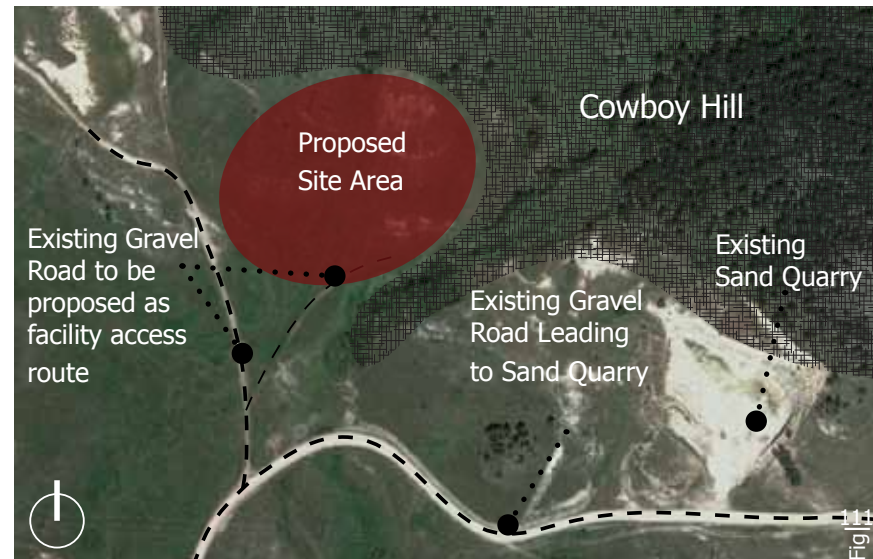 Cowboy Hill
Proposed
Site Area
Existing Gravel
Road to be
proposed as
facility access
route
Existing Gravel
Road Leading
to Sand Quarry
Existing
Sand Quarry
Fig|111